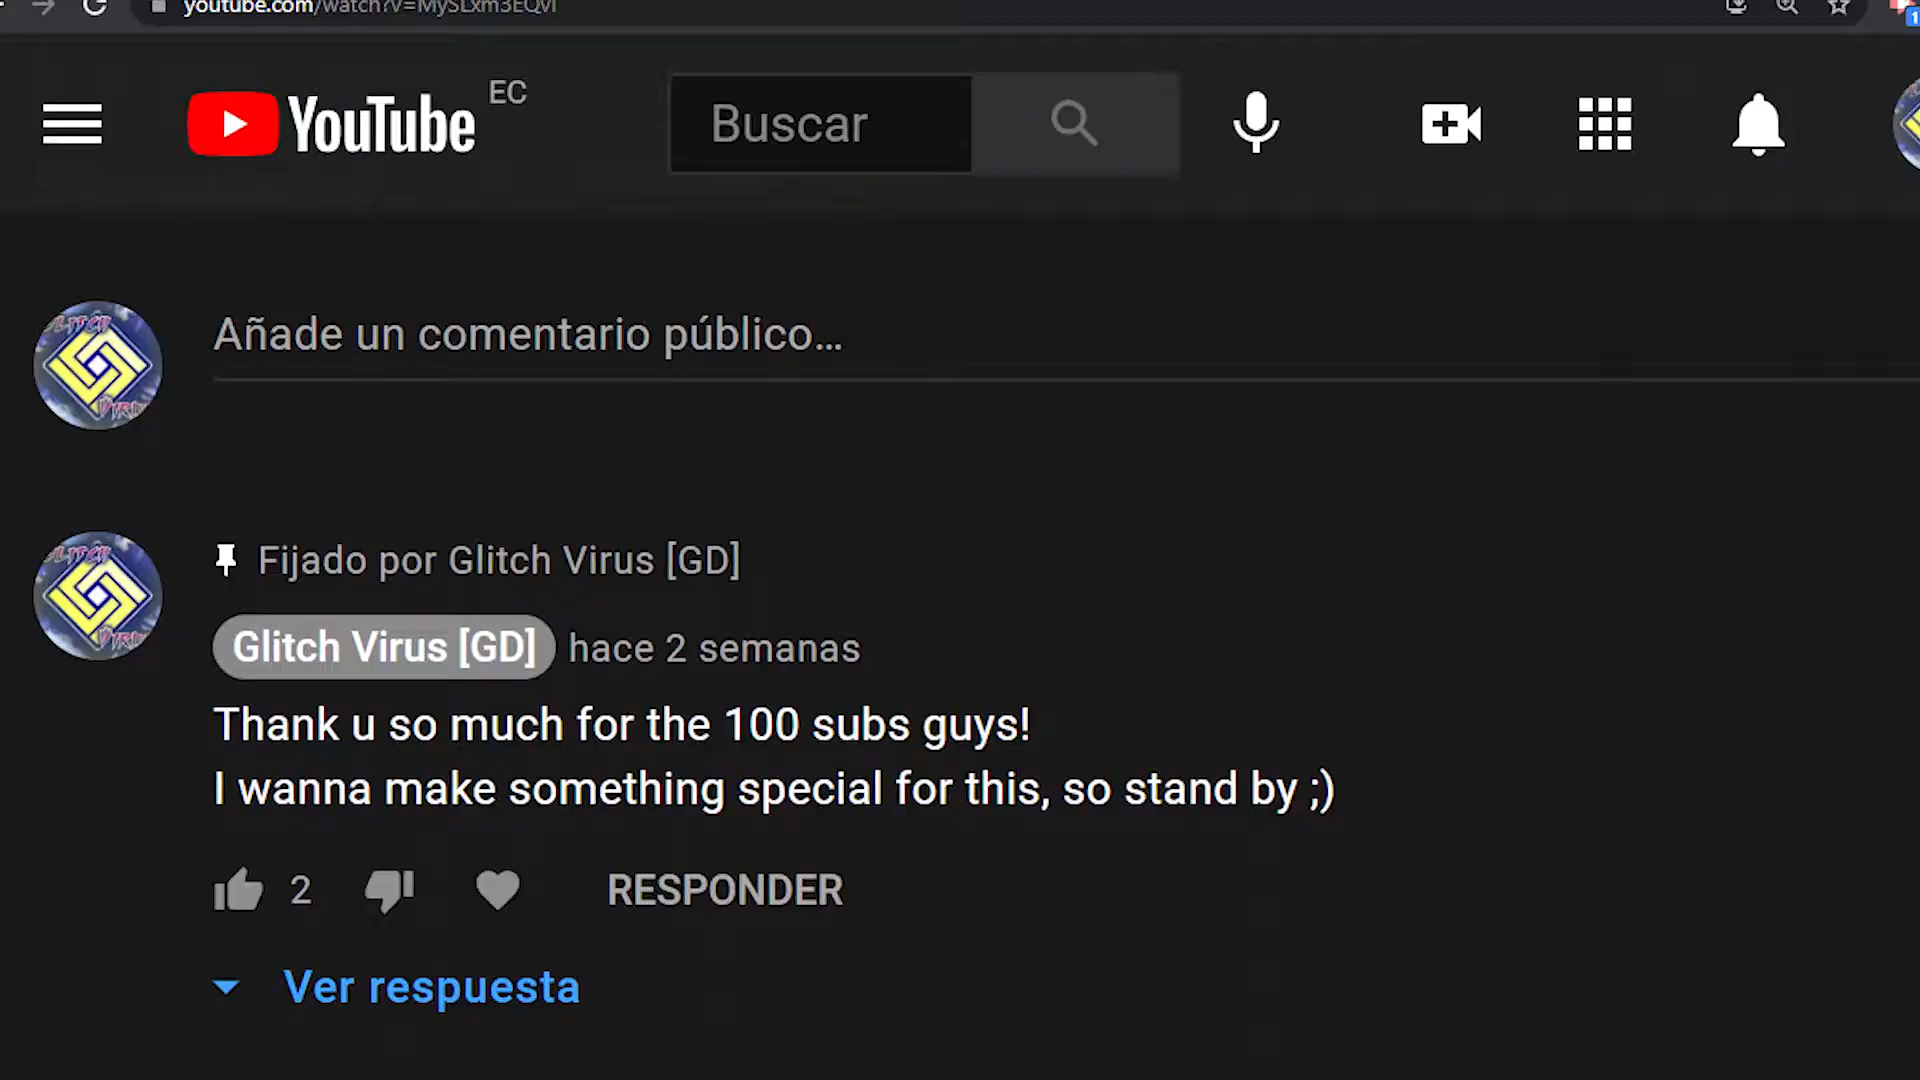 youtube.com/watch?v=MySLxm3EQvI
YouTube EC
Buscar
Añade un comentario público...
Fijado por Glitch Virus [GD]
Glitch Virus [GD] hace 2 semanas
Thank u so much for the 100 subs guys!
I wanna make something special for this, so stand by ;)
2 RESPONDER
Ver respuesta